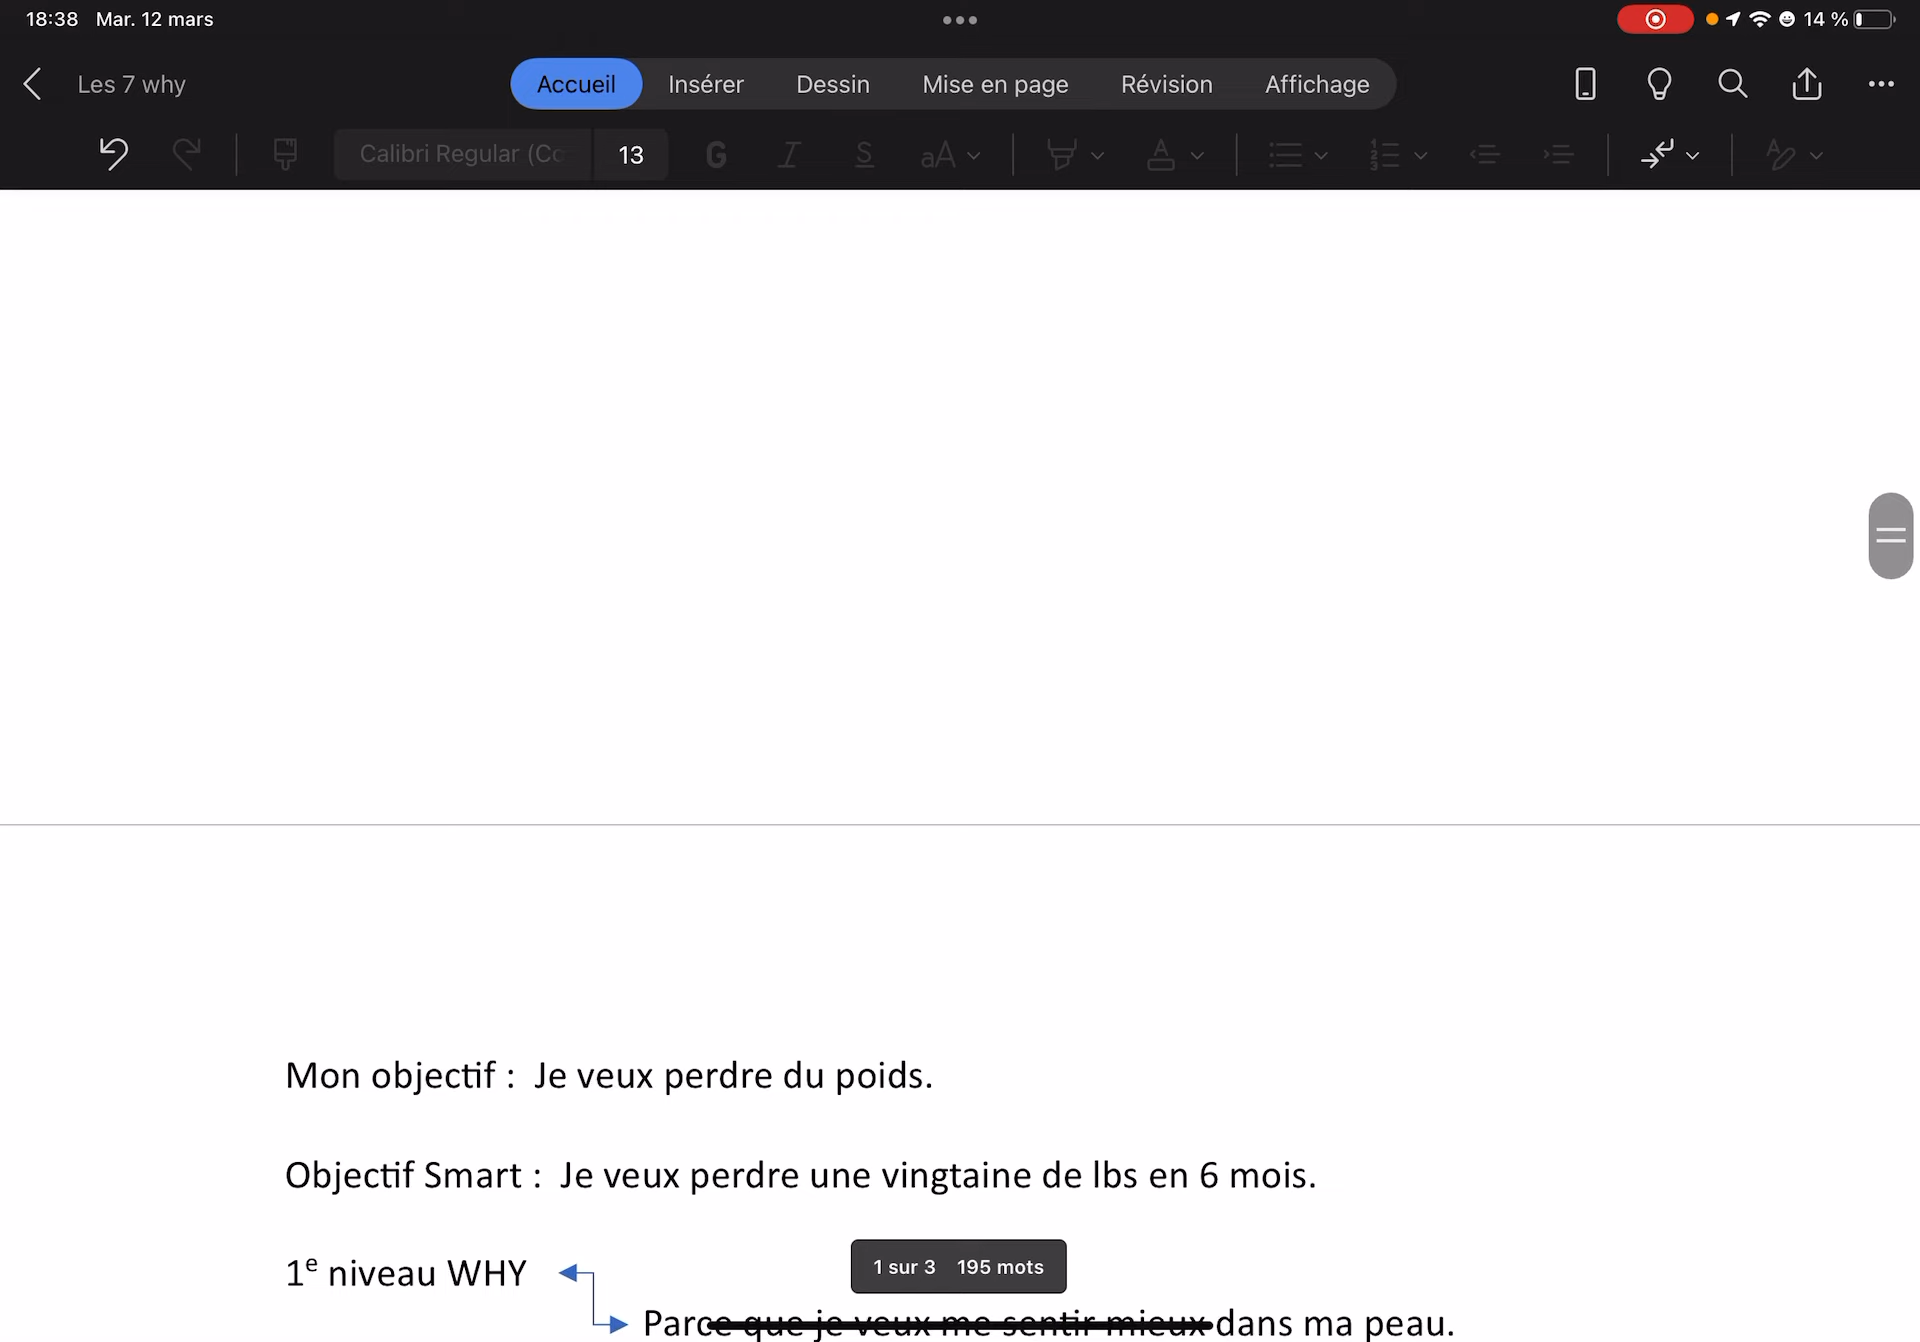 18:38 Mar. 12 mars
14 %
Les 7 why
Accueil Insérer Dessin Mise en page Révision Affichage
Calibri Regular (Co 13 G I S aA A
Mon objectif : Je veux perdre du poids.
Objectif Smart : Je veux perdre une vingtaine de lbs en 6 mois.
1e niveau WHY
1 sur 3 195 mots
Parce que je veux me sentir mieux dans ma peau.